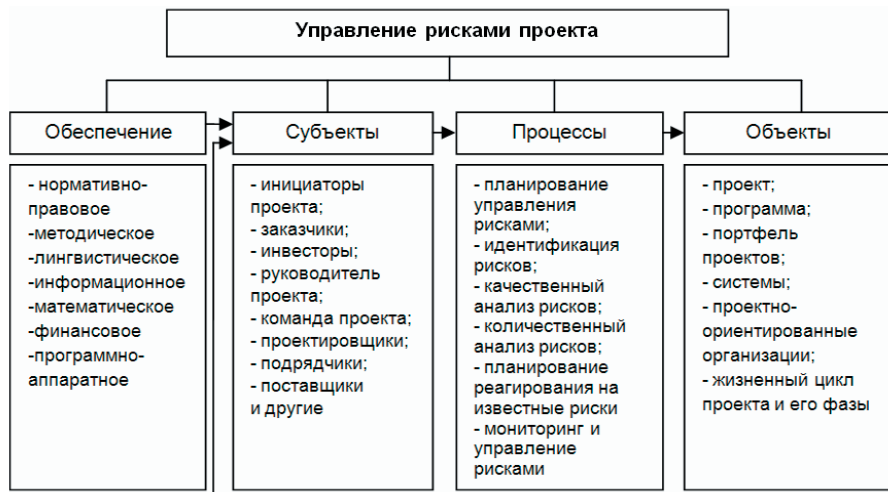 Управление рисками проекта
Обеспечение
Субъекты
Процессы
Объекты
- нормативно-
правовое
-методическое
-лингвистическое
-информационное
-математическое
-финансовое
-программно-
аппаратное
- инициаторы
проекта;
- заказчики;
- инвесторы;
- руководитель
проекта;
- команда проекта;
- проектировщики;
- подрядчики;
- поставщики
и другие
- планирование
управления
рисками;
- идентификация
рисков;
- качественный
анализ рисков;
- количественный
анализ рисков;
- планирование
реагирования на
известные риски
- мониторинг и
управление
рисками
- проект;
- программа;
- портфель
проектов;
- системы;
- проектно-
ориентированные
организации;
- жизненный цикл
проекта и его фазы